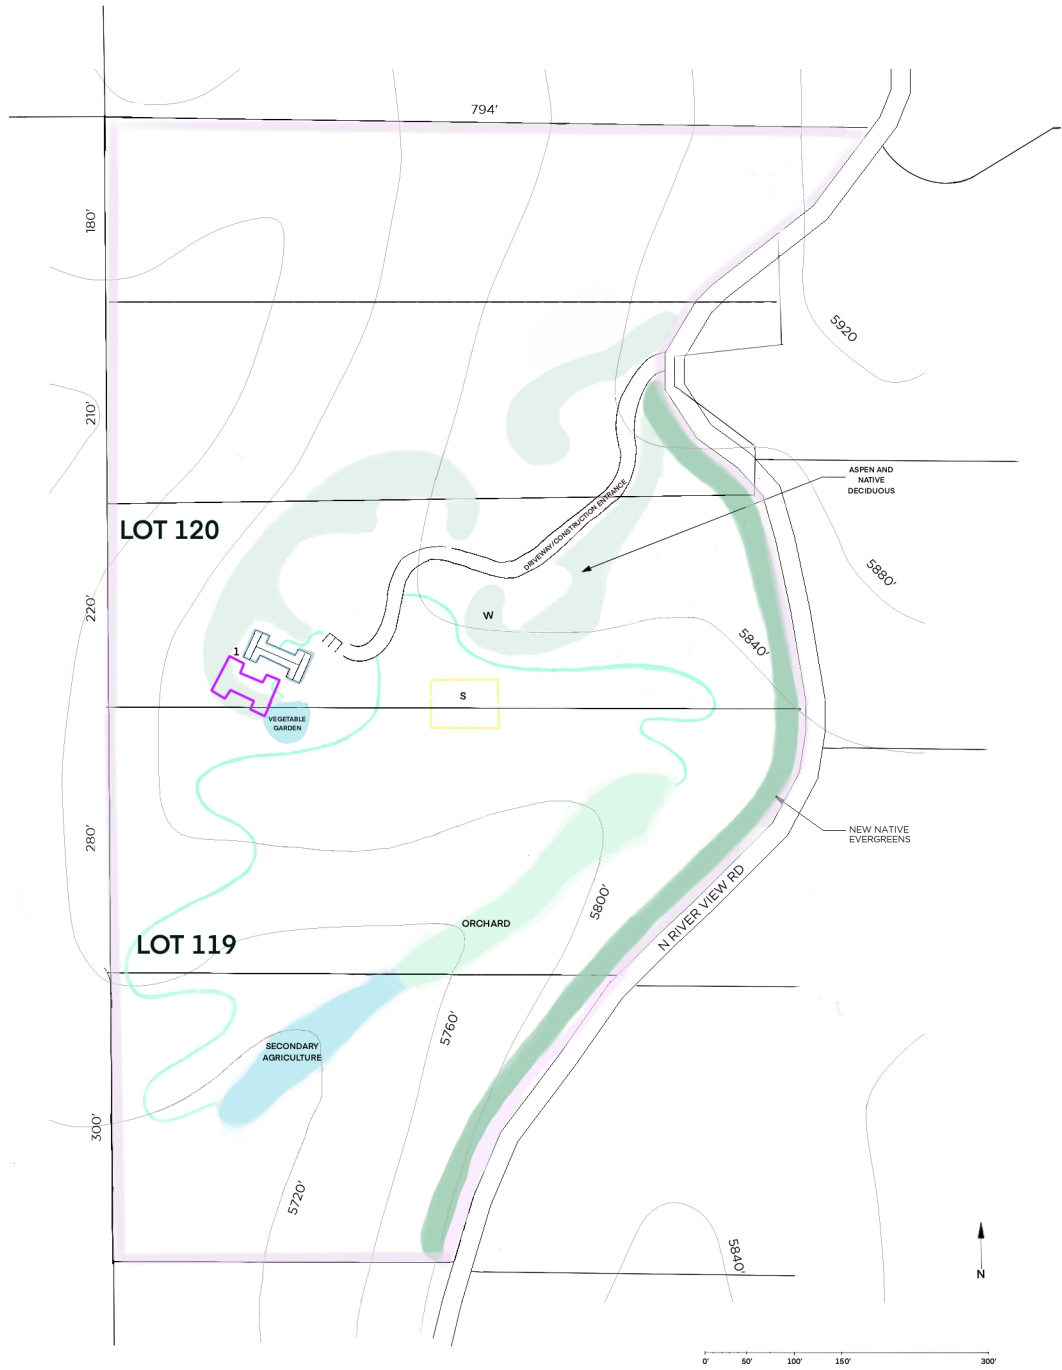 794'
180'
5920
210'
ASPEN AND
NATIVE
DECIDUOUS
DRIVEWAY/CONSTRUCTION ENTRANCE
LOT 120
5880'
220'
W
5840'
1
S
VEGETABLE
GARDEN
280'
NEW NATIVE
EVERGREENS
5800'
N RIVER VIEW RD
ORCHARD
LOT 119
5760'
SECONDARY
AGRICULTURE
300'
5720'
5840'
N
0' 50' 100' 150' 300'